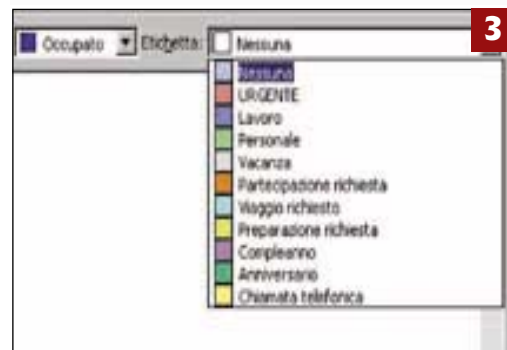 3
Occupato Etichetta: Nessuna
Nessuna
URGENTE
Lavoro
Personale
Vacanza
Partecipazione richiesta
Viaggio richiesto
Preparazione richiesta
Compleanno
Anniversario
Chiamata telefonica